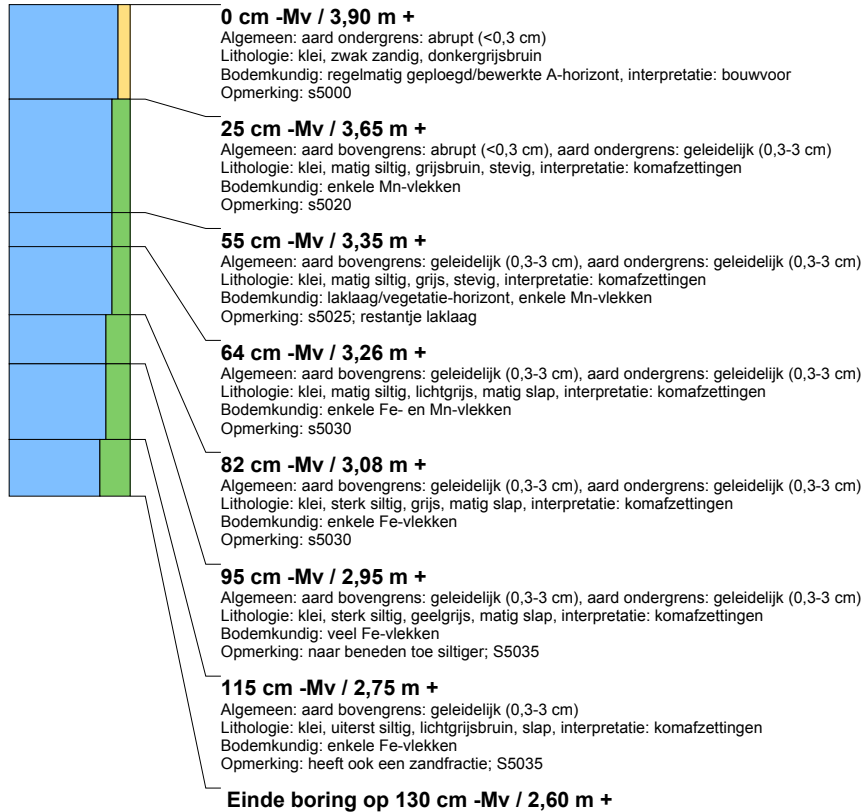 0 cm -Mv / 3,90 m +
Algemeen: aard ondergrens: abrupt (<0,3 cm)
Lithologie: klei, zwak zandig, donkergrijsbruin
Bodemkundig: regelmatig geploegd/bewerkte A-horizont, interpretatie: bouwvoor
Opmerking: s5000
25 cm -Mv / 3,65 m +
Algemeen: aard bovengrens: abrupt (<0,3 cm), aard ondergrens: geleidelijk (0,3-3 cm)
Lithologie: klei, matig siltig, grijsbruin, stevig, interpretatie: komafzettingen
Bodemkundig: enkele Mn-vlekken
Opmerking: s5020
55 cm -Mv / 3,35 m +
Algemeen: aard bovengrens: geleidelijk (0,3-3 cm), aard ondergrens: geleidelijk (0,3-3 cm)
Lithologie: klei, matig siltig, grijs, stevig, interpretatie: komafzettingen
Bodemkundig: laklaag/vegetatie-horizont, enkele Mn-vlekken
Opmerking: s5025; restantje laklaag
64 cm -Mv / 3,26 m +
Algemeen: aard bovengrens: geleidelijk (0,3-3 cm), aard ondergrens: geleidelijk (0,3-3 cm)
Lithologie: klei, matig siltig, lichtgrijs, matig slap, interpretatie: komafzettingen
Bodemkundig: enkele Fe- en Mn-vlekken
Opmerking: s5030
82 cm -Mv / 3,08 m +
Algemeen: aard bovengrens: geleidelijk (0,3-3 cm), aard ondergrens: geleidelijk (0,3-3 cm)
Lithologie: klei, sterk siltig, grijs, matig slap, interpretatie: komafzettingen
Bodemkundig: enkele Fe-vlekken
Opmerking: s5030
95 cm -Mv / 2,95 m +
Algemeen: aard bovengrens: geleidelijk (0,3-3 cm), aard ondergrens: geleidelijk (0,3-3 cm)
Lithologie: klei, sterk siltig, geelgrijs, matig slap, interpretatie: komafzettingen
Bodemkundig: veel Fe-vlekken
Opmerking: naar beneden toe siltiger; S5035
115 cm -Mv / 2,75 m +
Algemeen: aard bovengrens: geleidelijk (0,3-3 cm)
Lithologie: klei, uiterst siltig, lichtgrijsbruin, slap, interpretatie: komafzettingen
Bodemkundig: enkele Fe-vlekken
Opmerking: heeft ook een zandfractie; S5035
Einde boring op 130 cm -Mv / 2,60 m +